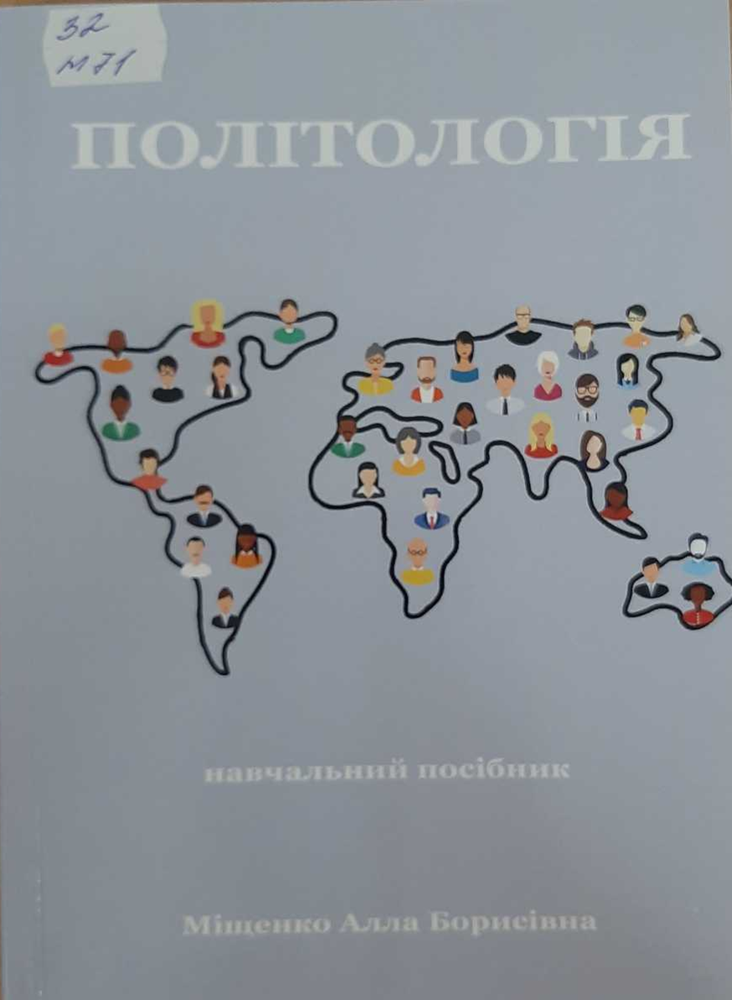 32
М71
ПОЛІТОЛОГІЯ
навчальний посібник
Міщенко Алла Борисівна